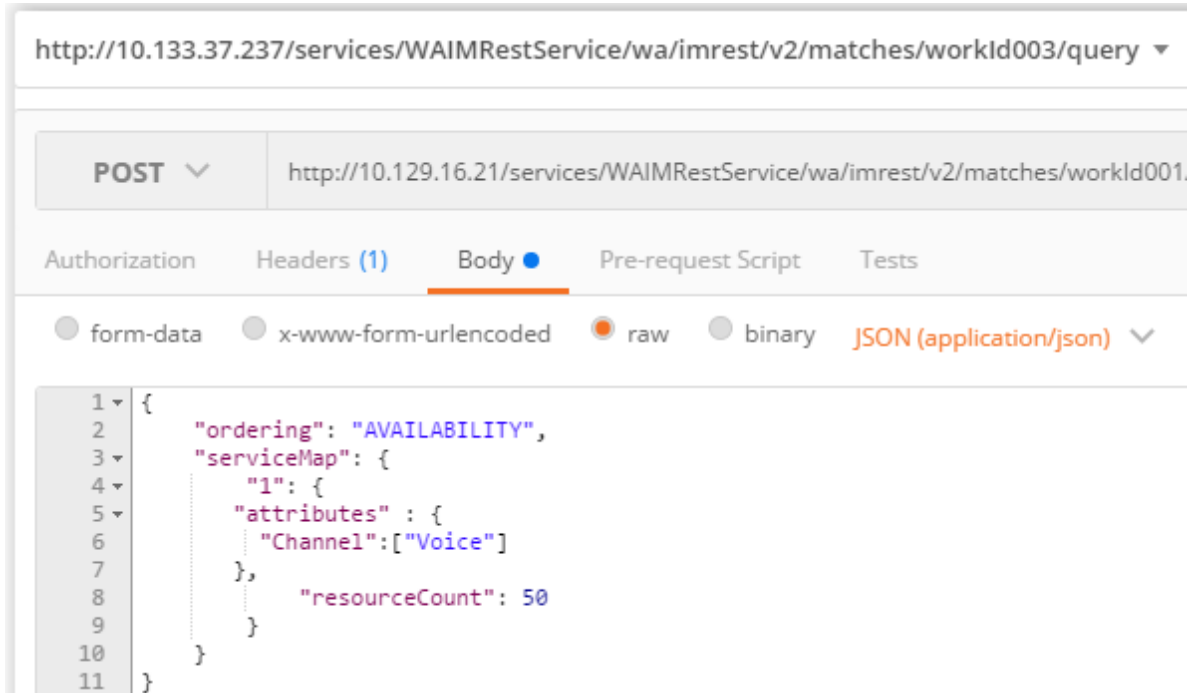 http://10.133.37.237/services/WAIMRestService/wa/imrest/v2/matches/workId003/query
POST http://10.129.16.21/services/WAIMRestService/wa/imrest/v2/matches/workId001.
Authorization Headers (1) Body Pre-request Script Tests
form-data x-www-form-urlencoded raw binary JSON (application/json)
1 {
2 "ordering": "AVAILABILITY",
3 "serviceMap": {
4 "1": {
5 "attributes" : {
6 "Channel":["Voice"]
7 },
8 "resourceCount": 50
9 }
10 }
11 }